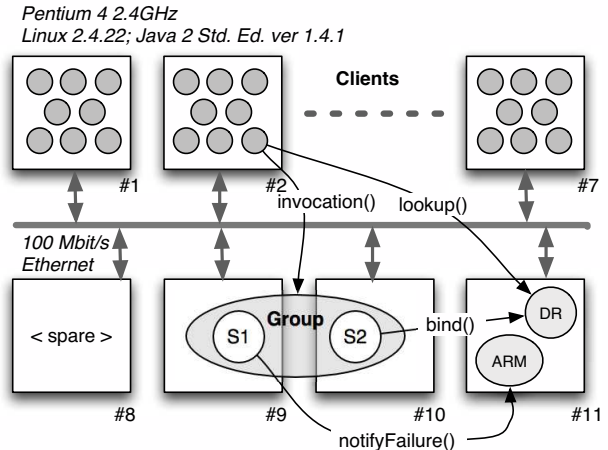 Pentium 4 2.4GHz
Linux 2.4.22; Java 2 Std. Ed. ver 1.4.1
Clients
#1
#2
#7
invocation()
lookup()
100 Mbit/s
Ethernet
< spare >
Group
S1
S2
bind()
DR
ARM
#8
#9
#10
#11
notifyFailure()